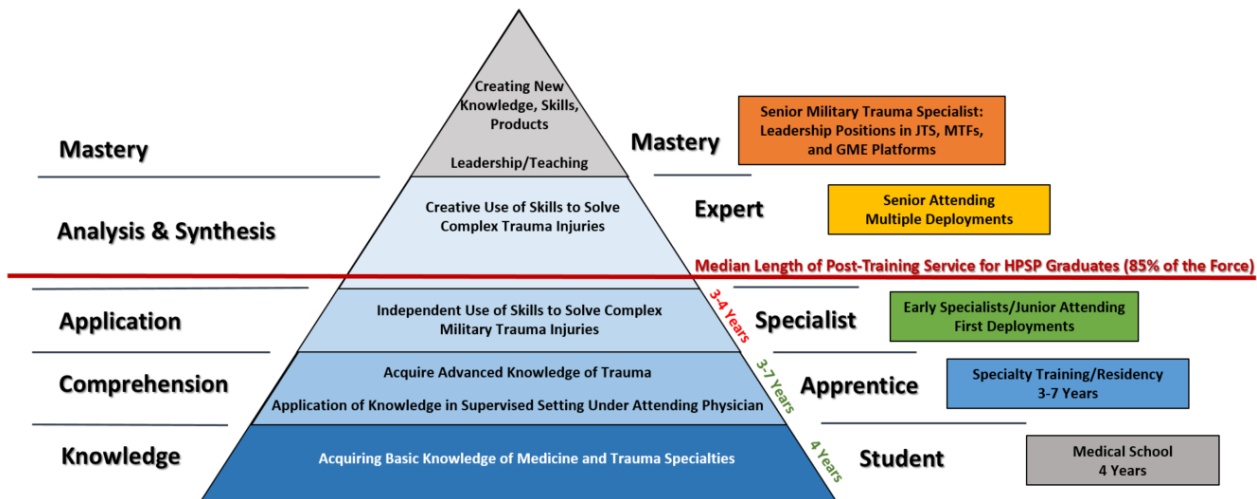 Creating New
Knowledge, Skills,
Products
Leadership/Teaching
Mastery
Mastery
Senior Military Trauma Specialist:
Leadership Positions in JTS, MTFs,
and GME Platforms
Analysis & Synthesis
Creative Use of Skills to Solve
Complex Trauma Injuries
Expert
Senior Attending
Multiple Deployments
Median Length of Post-Training Service for HPSP Graduates (85% of the Force)
Application
Independent Use of Skills to Solve Complex
Military Trauma Injuries
3-4 Years
Specialist
Early Specialists/Junior Attending
First Deployments
Comprehension
Acquire Advanced Knowledge of Trauma
Application of Knowledge in Supervised Setting Under Attending Physician
3-7 Years
Apprentice
Specialty Training/Residency
3-7 Years
Knowledge
Acquiring Basic Knowledge of Medicine and Trauma Specialties
4 Years
Student
Medical School
4 Years